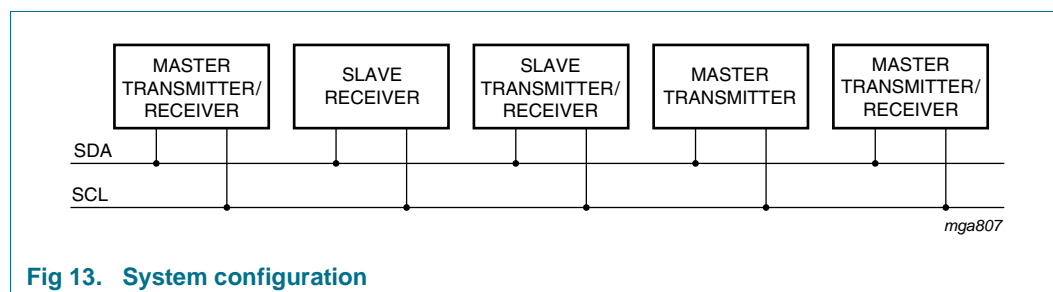 MASTER
TRANSMITTER/
RECEIVER
SLAVE
RECEIVER
SLAVE
TRANSMITTER/
RECEIVER
MASTER
TRANSMITTER
MASTER
TRANSMITTER/
RECEIVER
SDA
SCL
mga807
Fig 13. System configuration